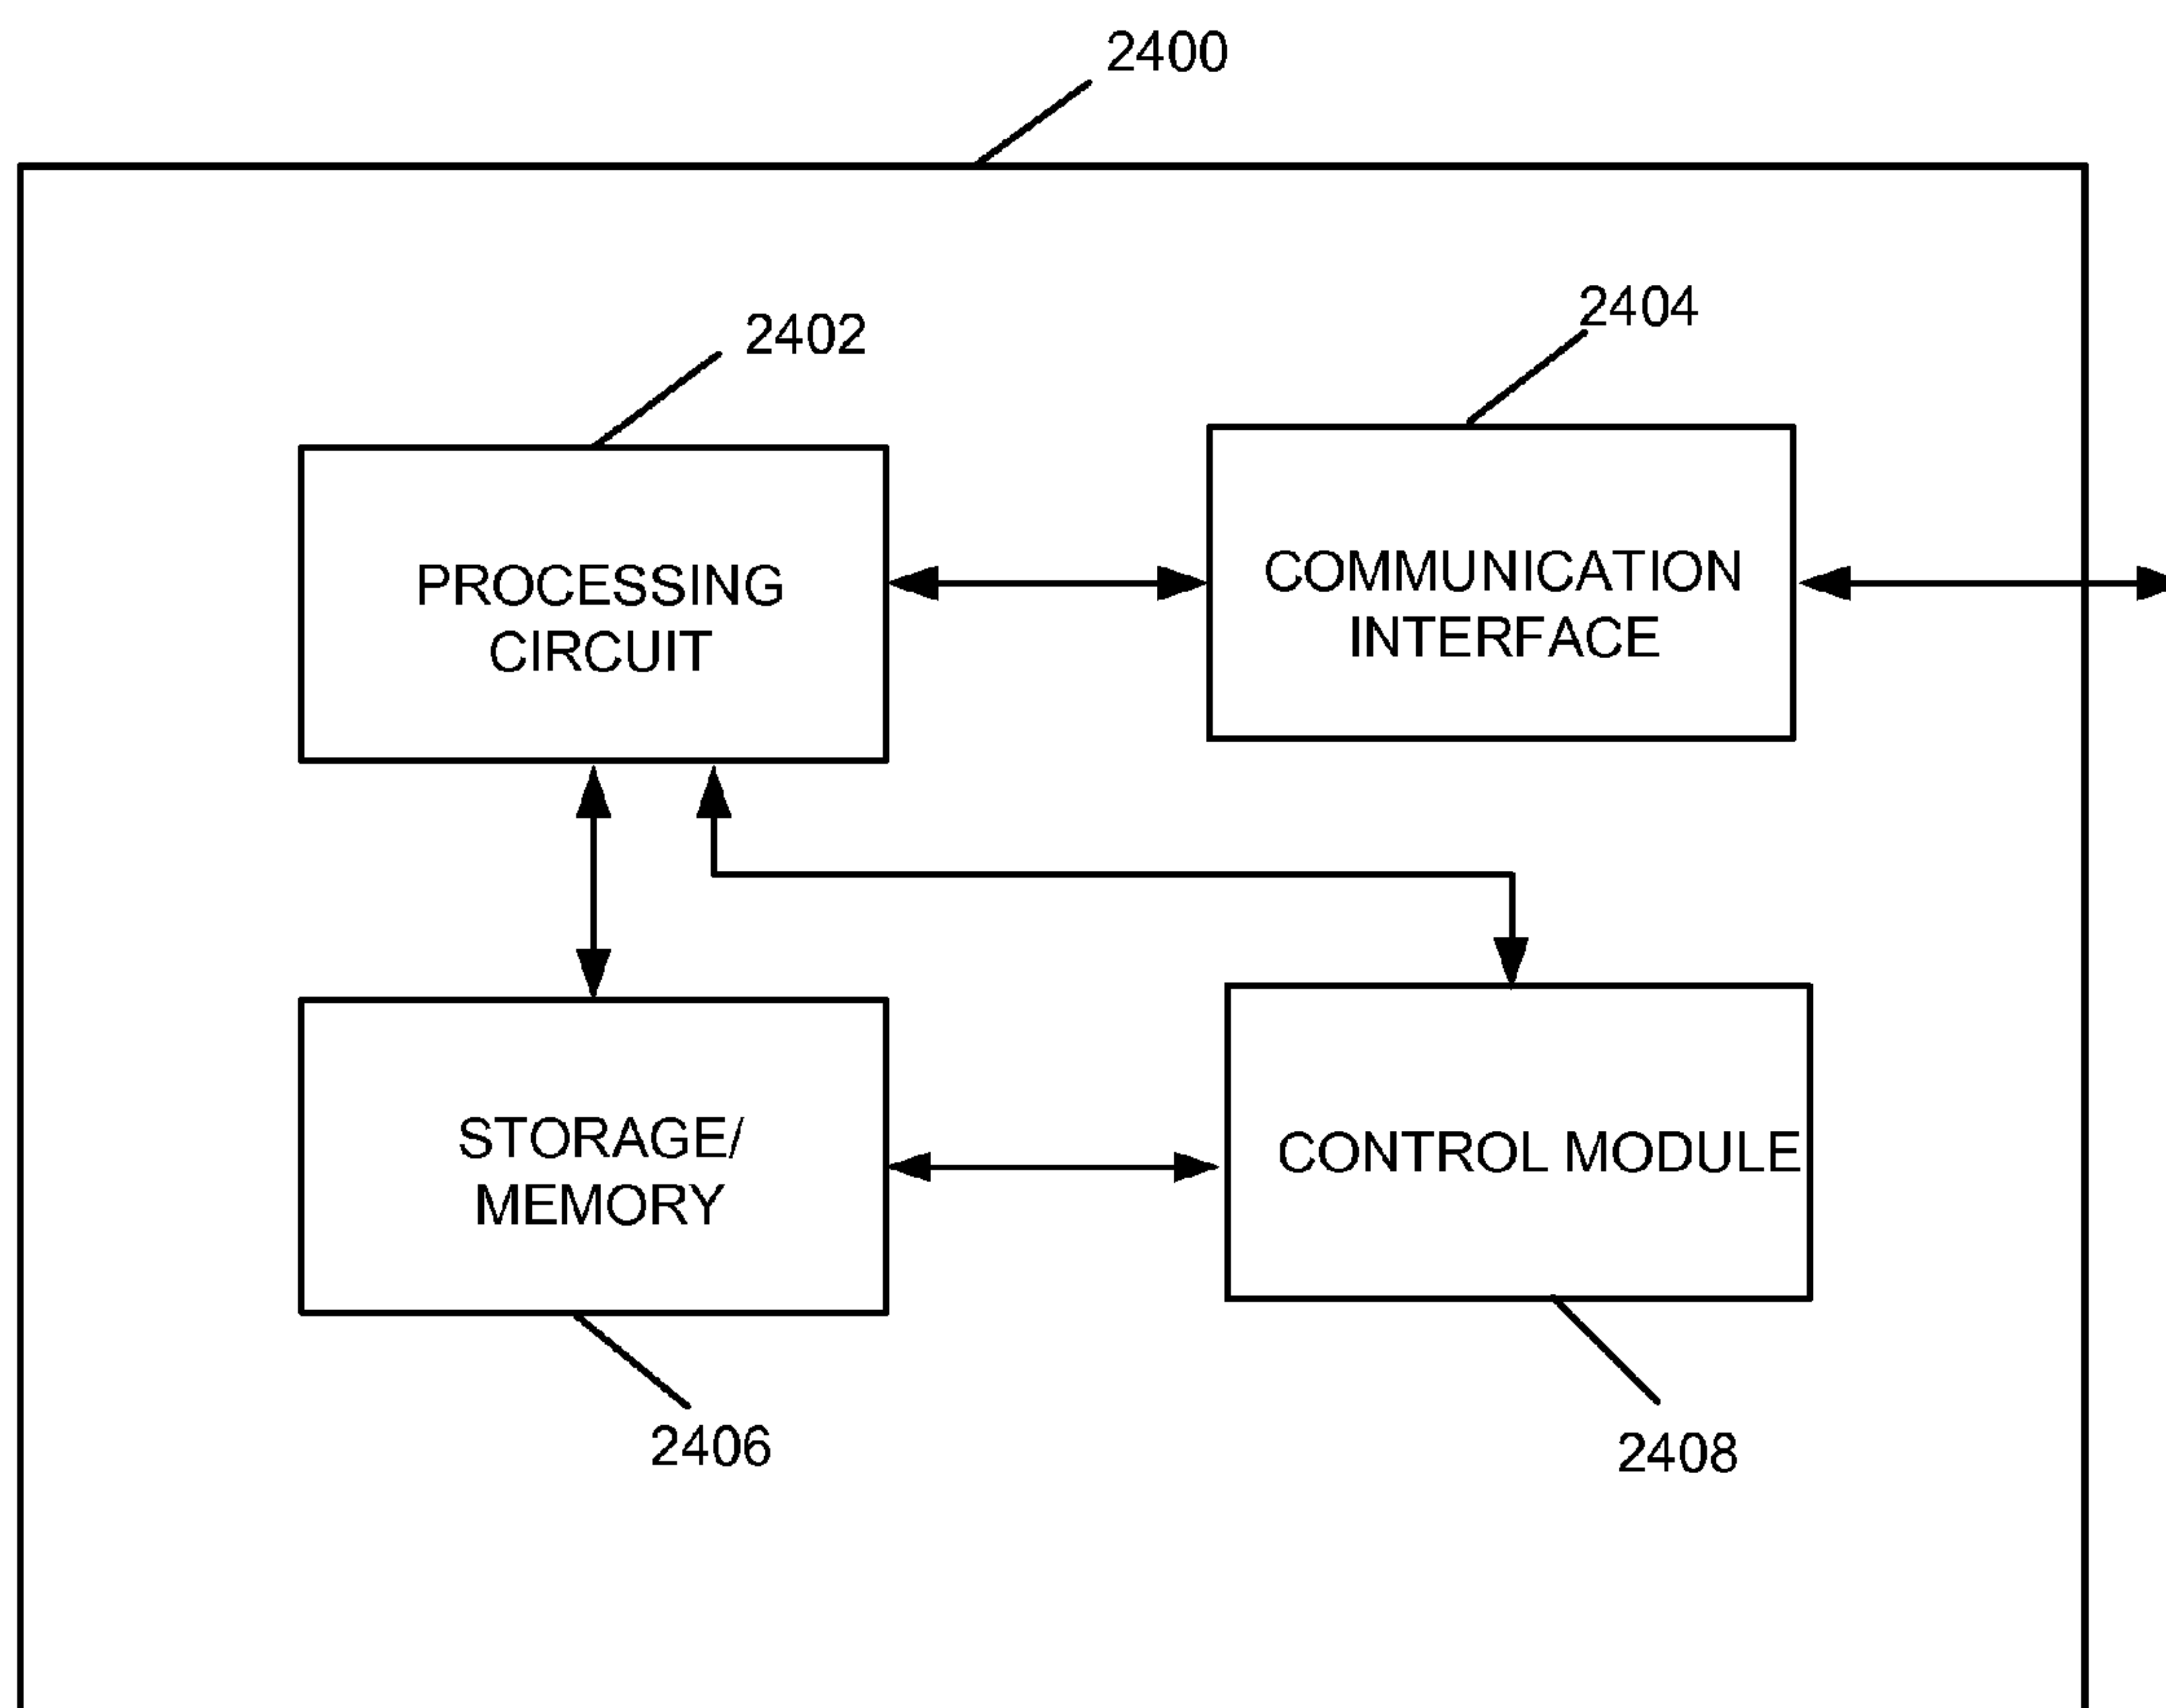 2400
2402
2404
PROCESSING
CIRCUIT
COMMUNICATION
INTERFACE
STORAGE/
MEMORY
CONTROL MODULE
2406
2408